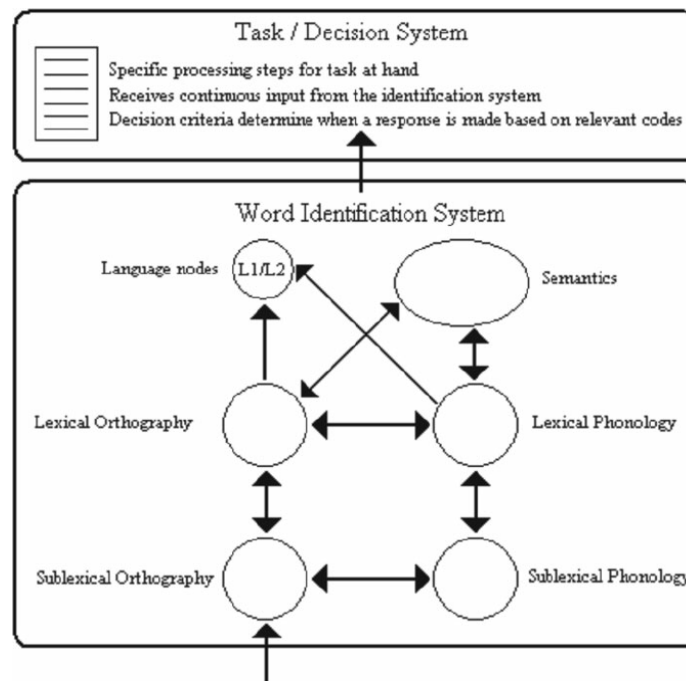 Task / Decision System
Specific processing steps for task at hand
Receives continuous input from the identification system
Decision criteria determine when a response is made based on relevant codes
Word Identification System
Language nodes
L1/L2
Semantics
Lexical Orthography
Lexical Phonology
Sublexical Orthography
Sublexical Phonology